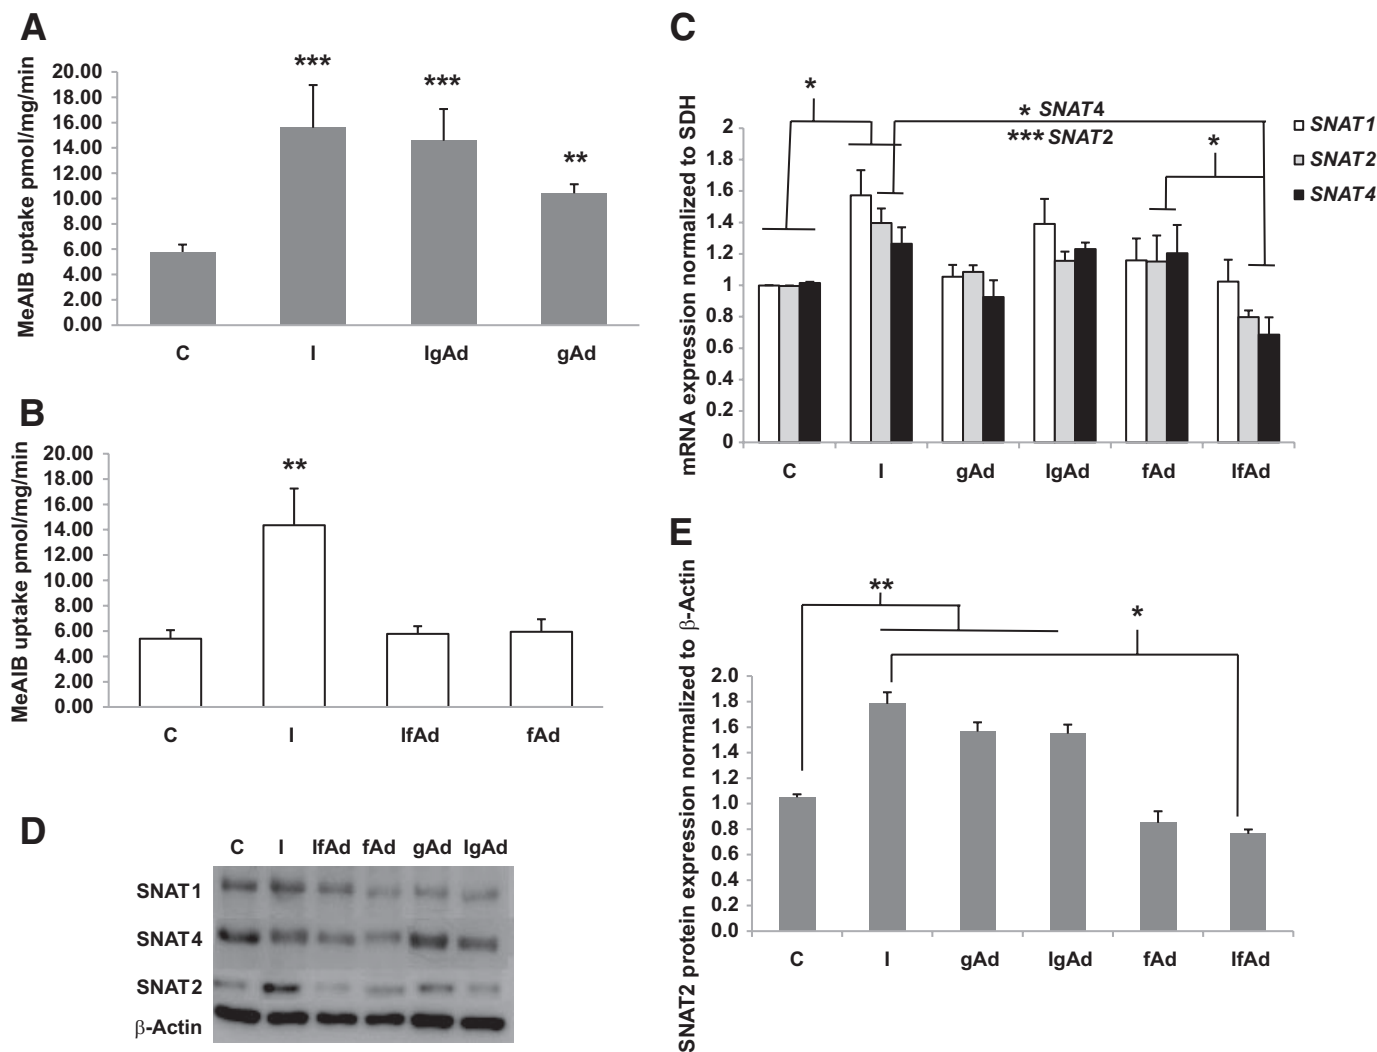 A
MeAIB uptake pmol/mg/min
20.00
18.00
16.00
14.00
12.00
10.00
8.00
6.00
4.00
2.00
0.00
***
***
**
C I IgAd gAd
B
MeAIB uptake pmol/mg/min
20.00
18.00
16.00
14.00
12.00
10.00
8.00
6.00
4.00
2.00
0.00
**
C I IfAd fAd
C
mRNA expression normalized to SDH
2
1.8
1.6
1.4
1.2
1
0.8
0.6
0.4
0.2
0
*
* SNAT4
*** SNAT2
*
SNAT1
SNAT2
SNAT4
C I gAd IgAd fAd IfAd
D
C I IfAd fAd gAd IgAd
SNAT1
SNAT4
SNAT2
β-Actin
E
SNAT2 protein expression normalized to β-Actin
2.0
1.8
1.6
1.4
1.2
1.0
0.8
0.6
0.4
0.2
0.0
**
*
C I gAd IgAd fAd IfAd